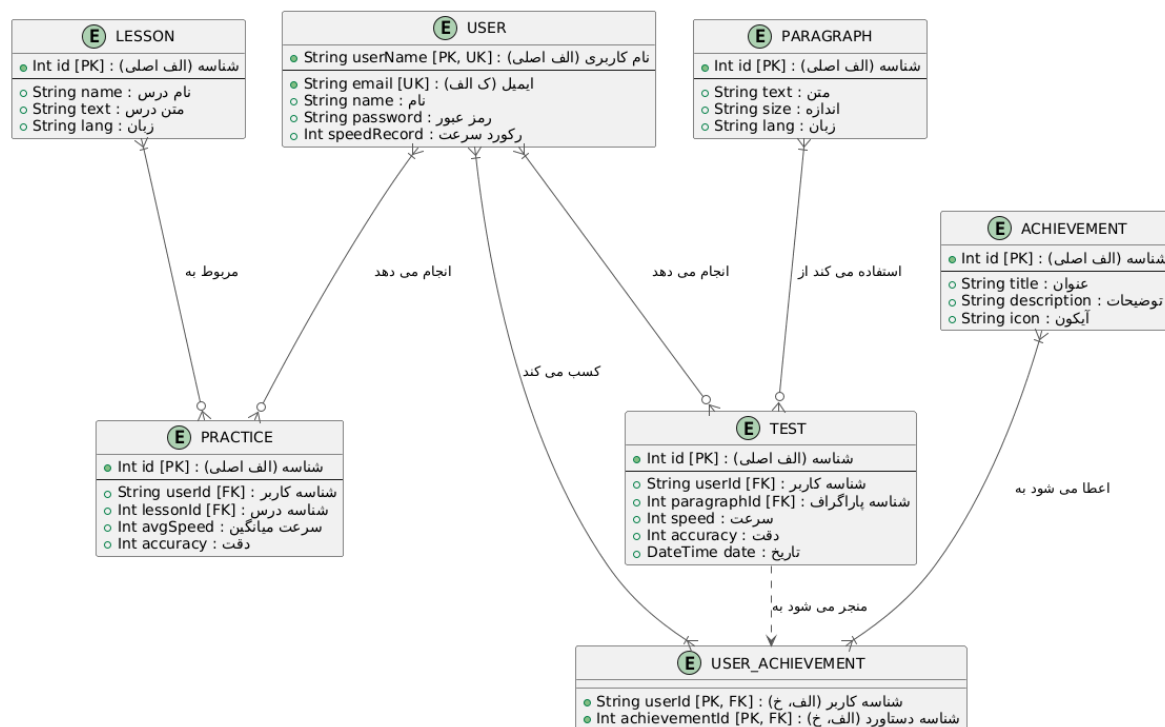 E LESSON
Int id [PK] : شناسه (الف اصلی)
String name : نام درس
String text : متن درس
String lang : زبان
E USER
String userName [PK, UK] : نام کاربری (الف اصلی)
String email [UK] : ایمیل (ک الف)
String name : نام
String password : رمز عبور
Int speedRecord : رکورد سرعت
E PARAGRAPH
Int id [PK] : شناسه (الف اصلی)
String text : متن
String size : اندازه
String lang : زبان
E ACHIEVEMENT
Int id [PK] : شناسه (الف اصلی)
String title : عنوان
String description : توضیحات
String icon : آیکون
مربوط به
انجام می دهد
انجام می دهد
استفاده می کند از
کسب می کند
E PRACTICE
Int id [PK] : شناسه (الف اصلی)
String userId [FK] : شناسه کاربر
Int lessonId [FK] : شناسه درس
Int avgSpeed : سرعت میانگین
Int accuracy : دقت
E TEST
Int id [PK] : شناسه (الف اصلی)
String userId [FK] : شناسه کاربر
Int paragraphId [FK] : شناسه پاراگراف
Int speed : سرعت
Int accuracy : دقت
DateTime date : تاریخ
اعطا می شود به
منجر می شود به
E USER_ACHIEVEMENT
String userId [PK, FK] : شناسه کاربر (الف، خ)
Int achievementId [PK, FK] : شناسه دستاورد (الف، خ)